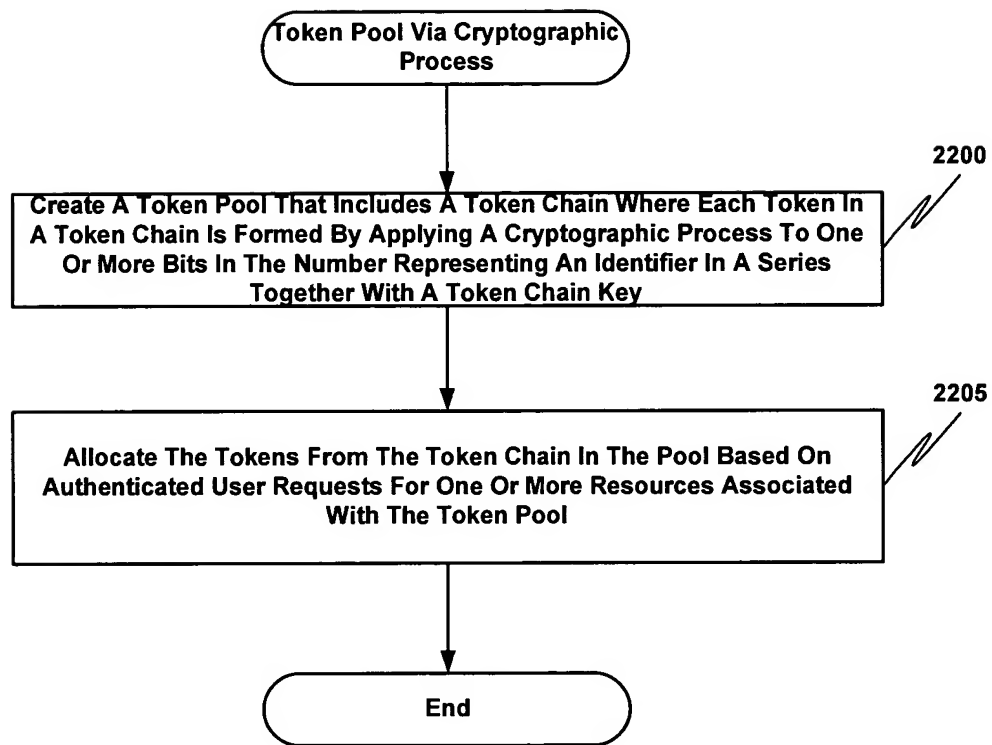 Token Pool Via Cryptographic
Process
2200
Create A Token Pool That Includes A Token Chain Where Each Token In
A Token Chain Is Formed By Applying A Cryptographic Process To One
Or More Bits In The Number Representing An Identifier In A Series
Together With A Token Chain Key
2205
Allocate The Tokens From The Token Chain In The Pool Based On
Authenticated User Requests For One Or More Resources Associated
With The Token Pool
End